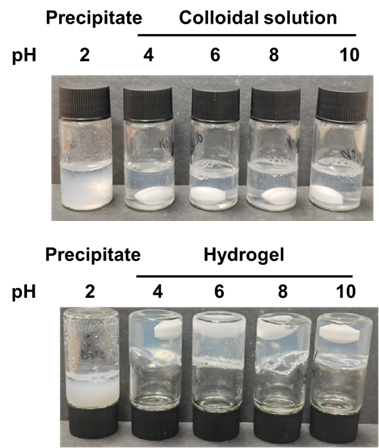 Precipitate Colloidal solution
pH 2 4 6 8 10
Precipitate Hydrogel
pH 2 4 6 8 10